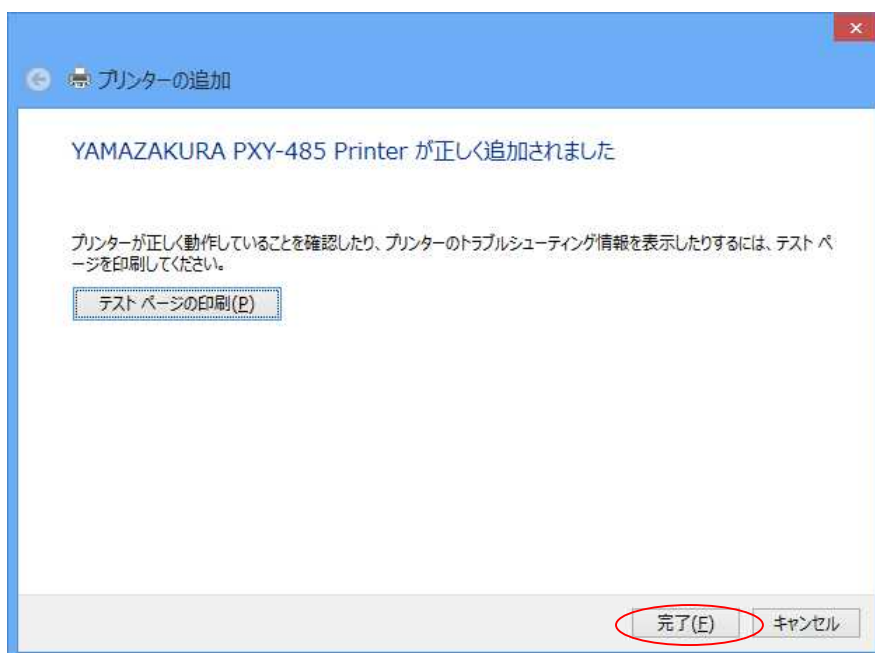 プリンターの追加
YAMAZAKURA PXY-485 Printer が正しく追加されました
プリンターが正しく動作していることを確認したり、プリンターのトラブルシューティング情報を表示したりするには、テスト ペ
ージを印刷してください。
テスト ページの印刷(P)
完了(F) キャンセル